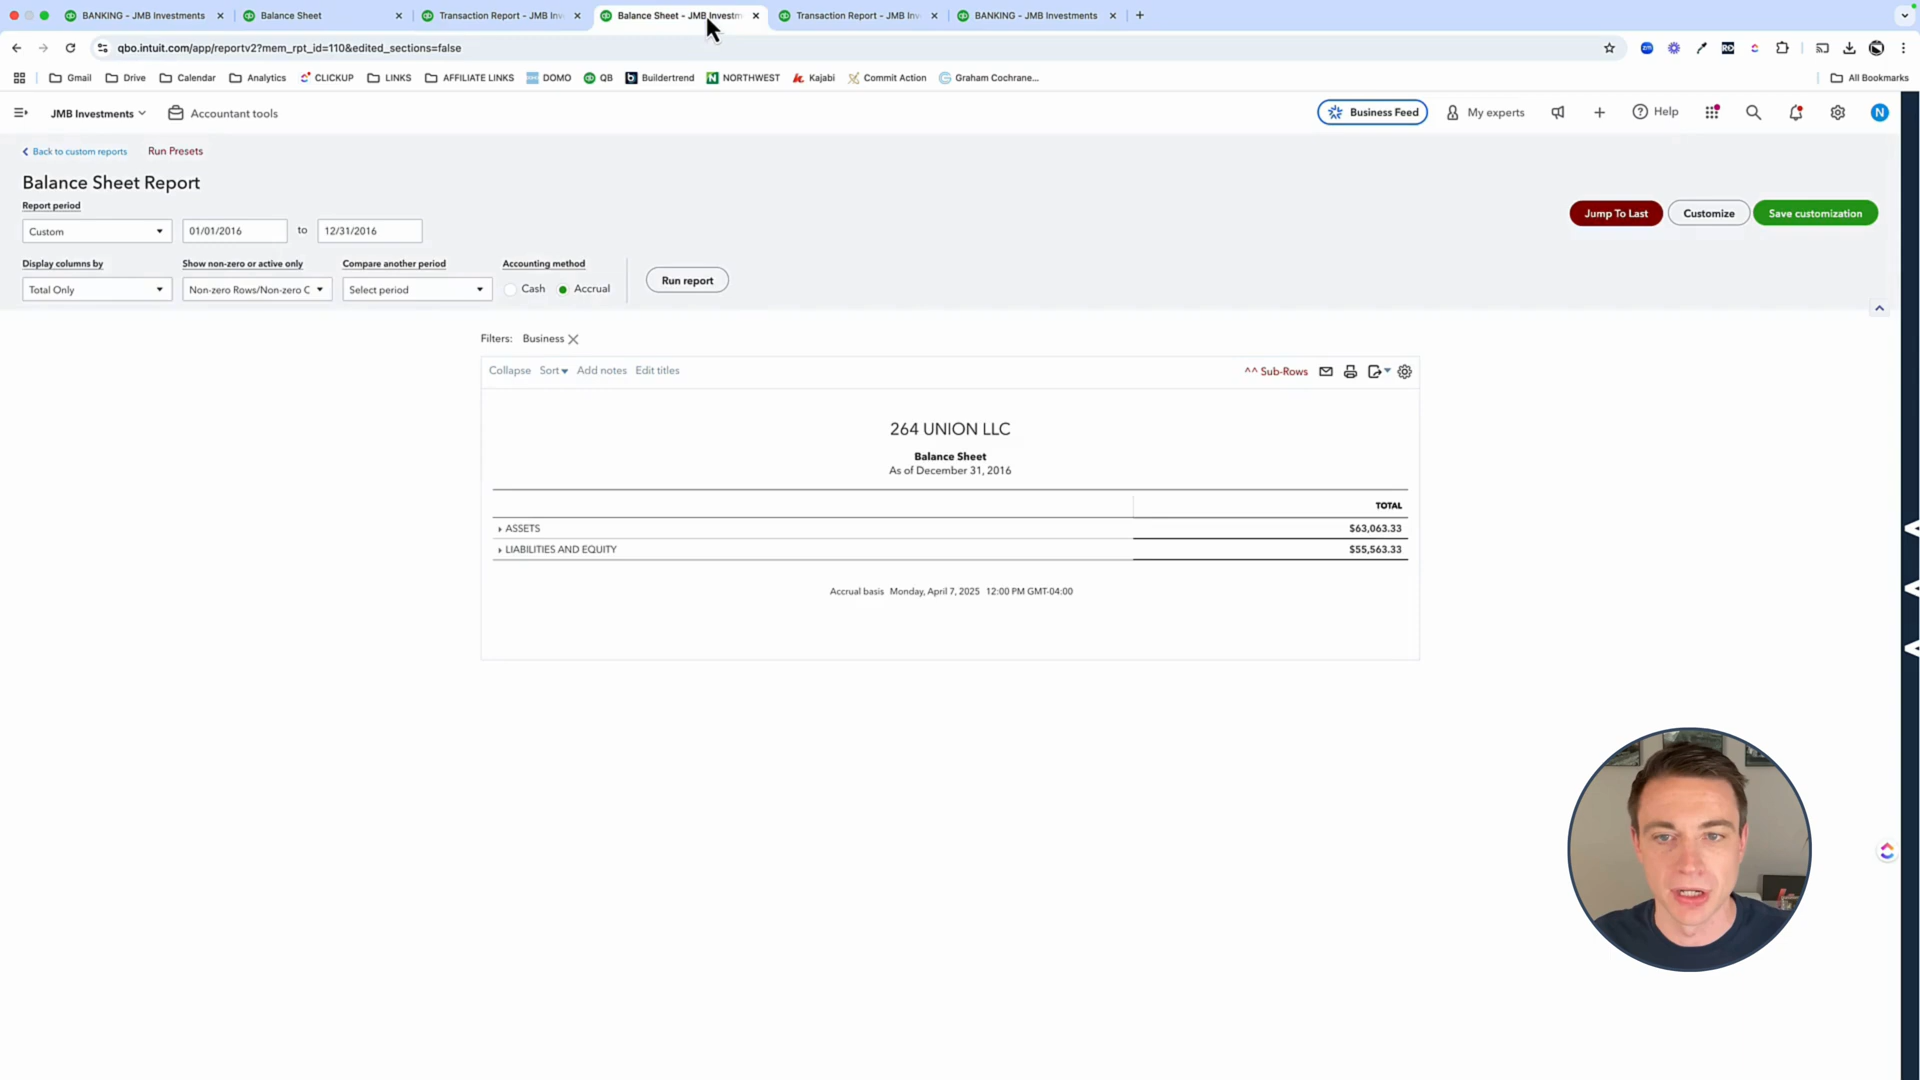 BANKING - JMB Investments
Balance Sheet
Transaction Report - JMB Inv
Balance Sheet - JMB Investm
Transaction Report - JMB Inv
BANKING - JMB Investments
qbo.intuit.com/app/reportv2?mem_rpt_id=110&edited_sections=false
Gmail
Drive
Calendar
Analytics
CLICKUP
LINKS
AFFILIATE LINKS
DOMO
QB
Buildertrend
NORTHWEST
Kajabi
Commit Action
Graham Cochrane...
All Bookmarks
JMB Investments
Accountant tools
Business Feed
My experts
Help
N
Back to custom reports
Run Presets
Balance Sheet Report
Report period
Custom
01/01/2016
to
12/31/2016
Jump To Last
Customize
Save customization
Display columns by
Show non-zero or active only
Compare another period
Accounting method
Total Only
Non-zero Rows/Non-zero C
Select period
Cash
Accrual
Run report
Filters: Business
Collapse
Sort
Add notes
Edit titles
^^ Sub-Rows
264 UNION LLC
Balance Sheet
As of December 31, 2016
TOTAL
ASSETS $63,063.33
LIABILITIES AND EQUITY $55,563.33
Accrual basis Monday, April 7, 2025 12:00 PM GMT-04:00